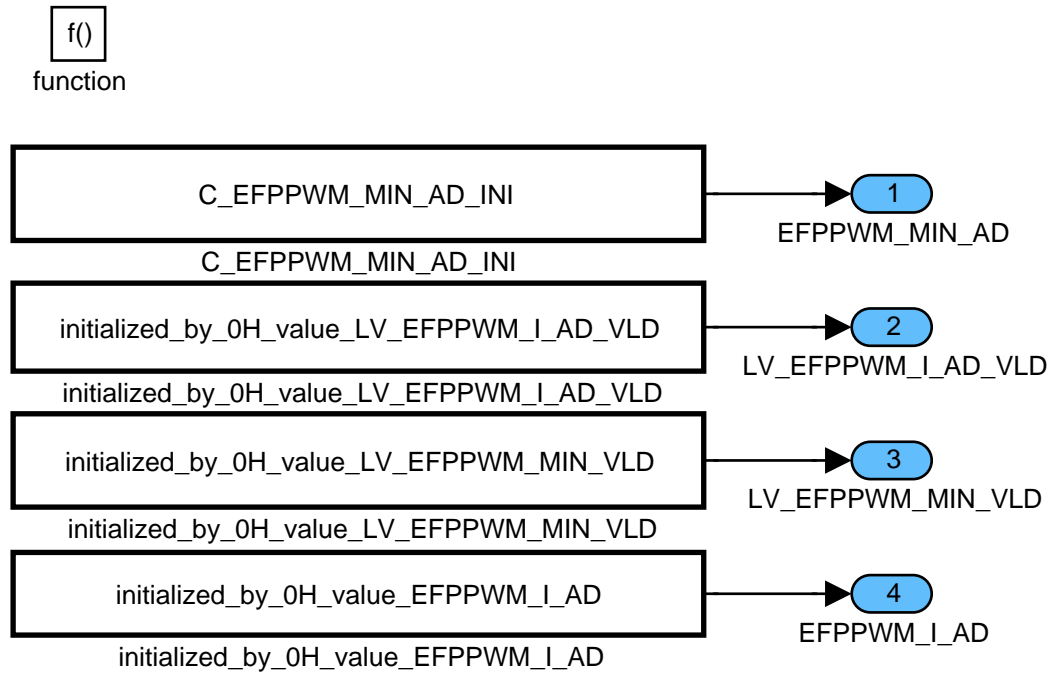 f()
function
C_EFPPWM_MIN_AD_INI
1
EFPPWM_MIN_AD
C_EFPPWM_MIN_AD_INI
initialized_by_0H_value_LV_EFPPWM_I_AD_VLD
2
LV_EFPPWM_I_AD_VLD
initialized_by_0H_value_LV_EFPPWM_I_AD_VLD
initialized_by_0H_value_LV_EFPPWM_MIN_VLD
3
LV_EFPPWM_MIN_VLD
initialized_by_0H_value_LV_EFPPWM_MIN_VLD
initialized_by_0H_value_EFPPWM_I_AD
4
EFPPWM_I_AD
initialized_by_0H_value_EFPPWM_I_AD